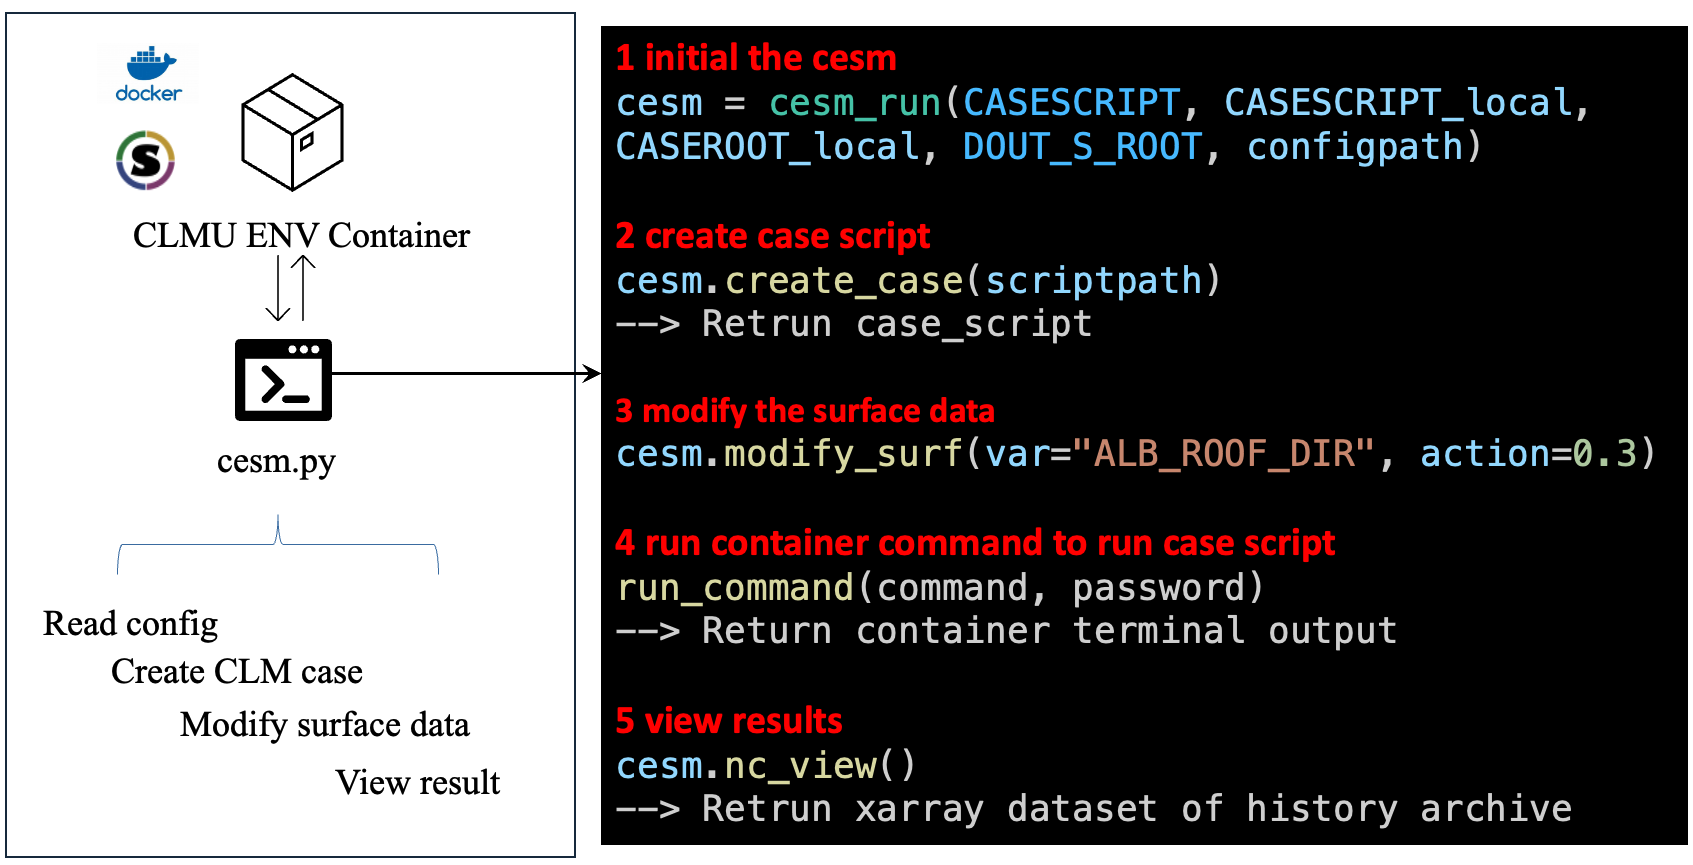 docker
S
CLMU ENV Container
>_
cesm.py
Read config
Create CLM case
Modify surface data
View result
1 initial the cesm
cesm = cesm_run(CASESCRIPT, CASESCRIPT_local,
CASEROOT_local, DOUT_S_ROOT, configpath)
2 create case script
cesm.create_case(scriptpath)
--> Retrun case_script
3 modify the surface data
cesm.modify_surf(var="ALB_ROOF_DIR", action=0.3)
4 run container command to run case script
run_command(command, password)
--> Return container terminal output
5 view results
cesm.nc_view()
--> Retrun xarray dataset of history archive